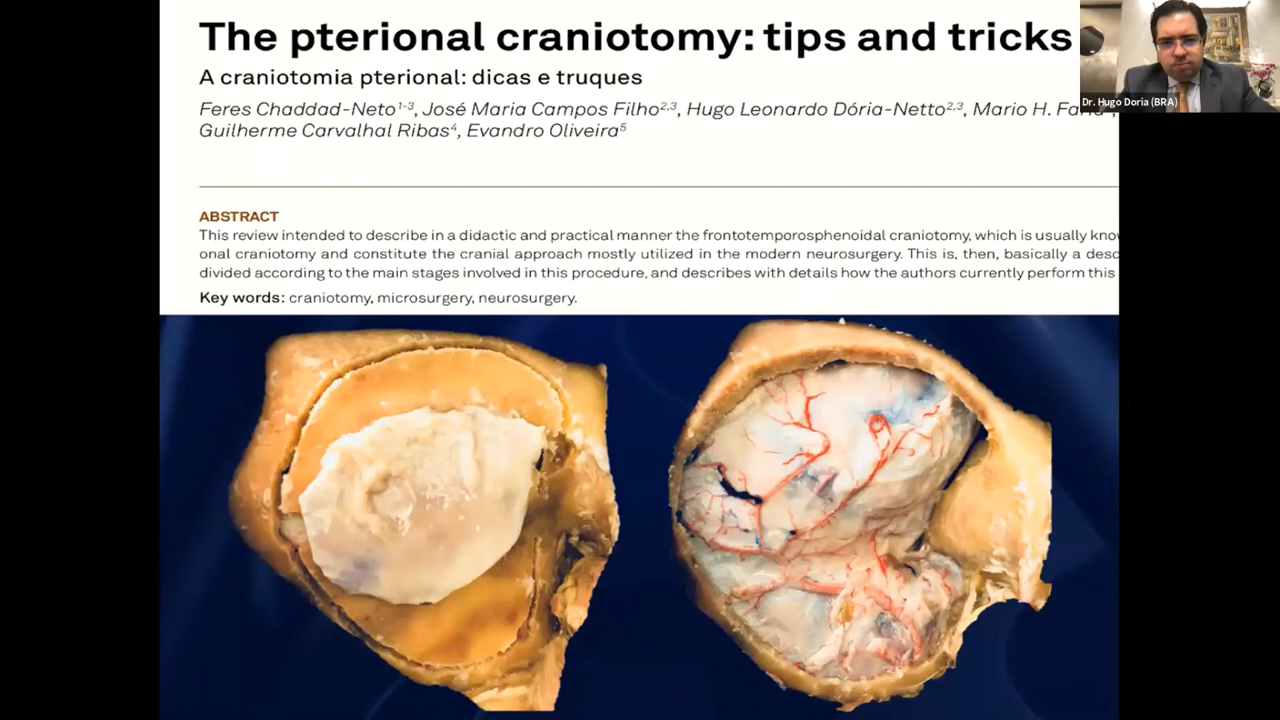 The pterional craniotomy: tips and tricks
A craniotomia pterional: dicas e truques
Feres Chaddad-Neto1-3, José Maria Campos Filho2,3, Hugo Leonardo Dória-Netto2,3, Mario H.
Guilherme Carvalhal Ribas4, Evandro Oliveira5
ABSTRACT
This review intended to describe in a didactic and practical manner the frontotemporosphenoidal craniotomy, which is usually
onal craniotomy and constitute the cranial approach mostly utilized in the modern neurosurgery. This is, then, basically a
divided according to the main stages involved in this procedure, and describes with details how the authors currently perform this
Key words: craniotomy, microsurgery, neurosurgery.
Dr. Hugo Doria (BRA)